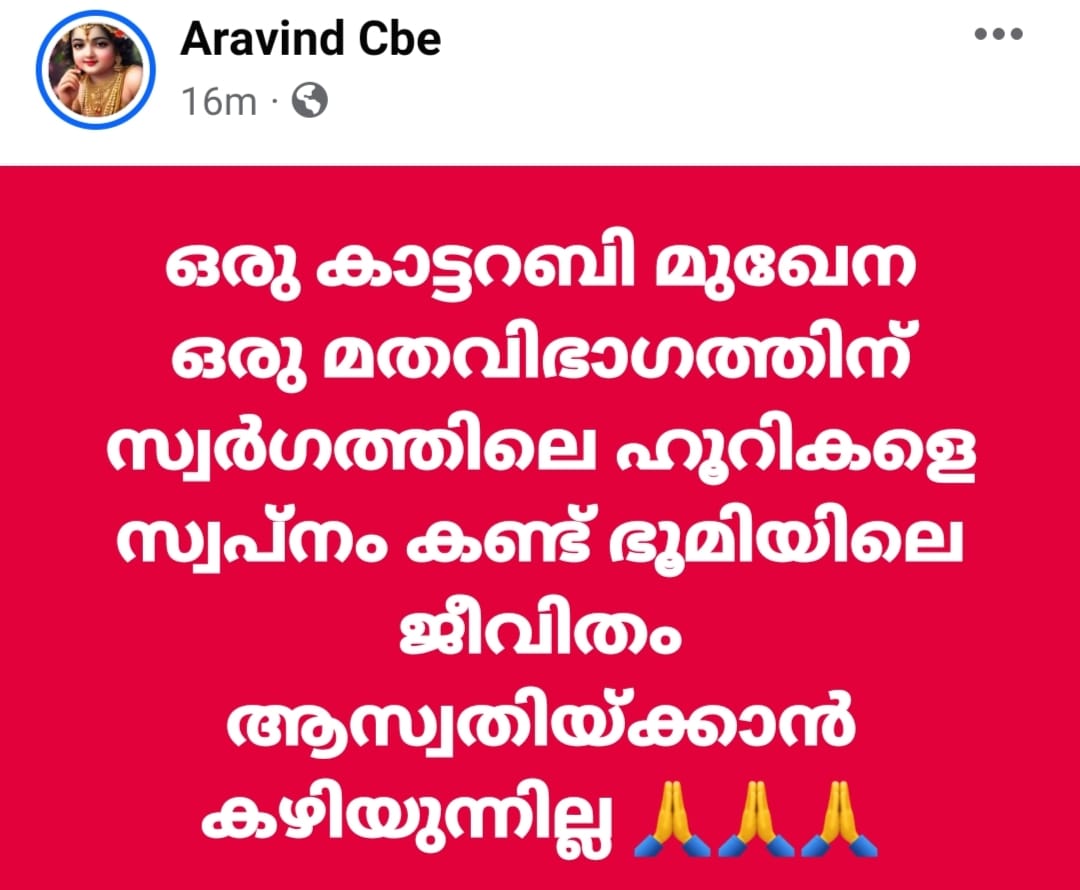 Aravind Cbe
16m ·
ഒരു കാട്ടറബി മുഖേന
ഒരു മതവിഭാഗത്തിന്
സ്വർഗത്തിലെ ഹൂറികളെ
സ്വപ്നം കണ്ട് ഭൂമിയിലെ
ജീവിതം
ആസ്വതിയ്ക്കാൻ
കഴിയുന്നില്ല 🙏🙏🙏